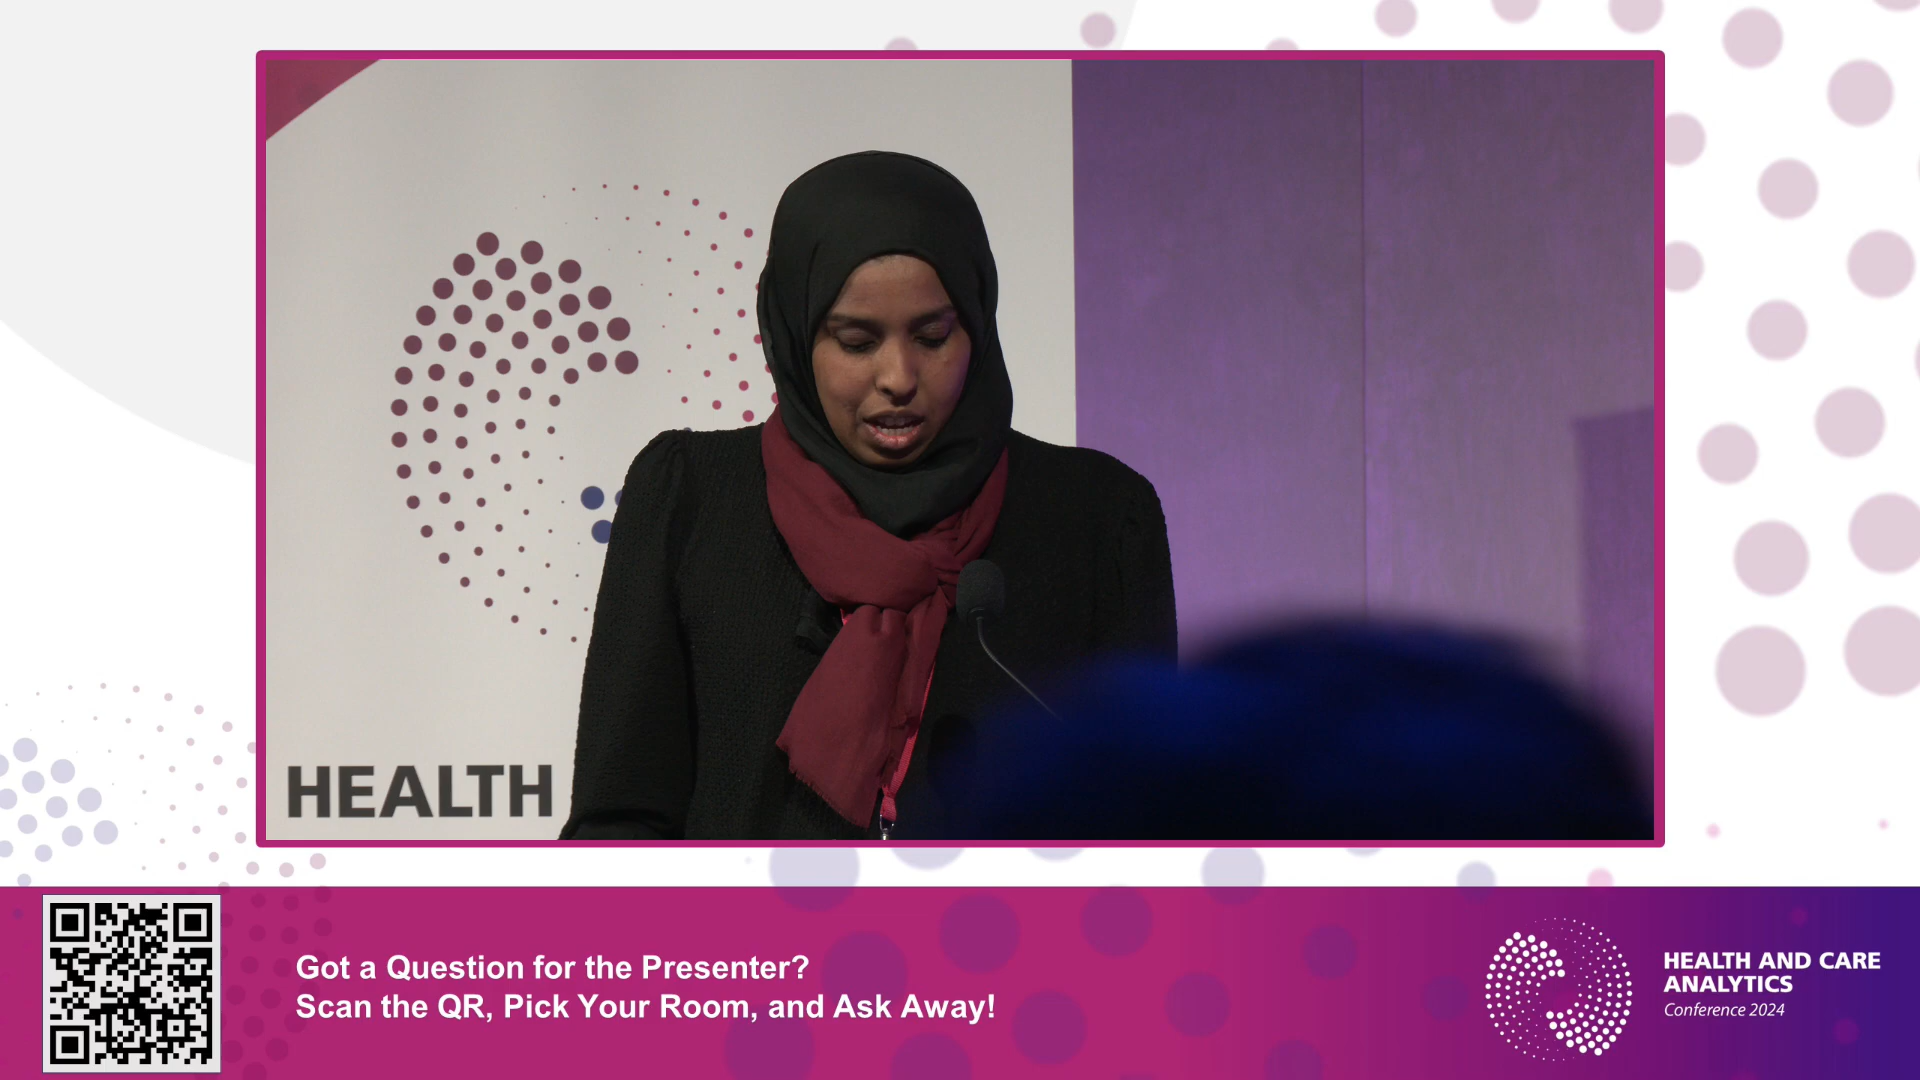 HEALTH
Got a Question for the Presenter?
Scan the QR, Pick Your Room, and Ask Away!
HEALTH AND CARE
ANALYTICS
Conference 2024